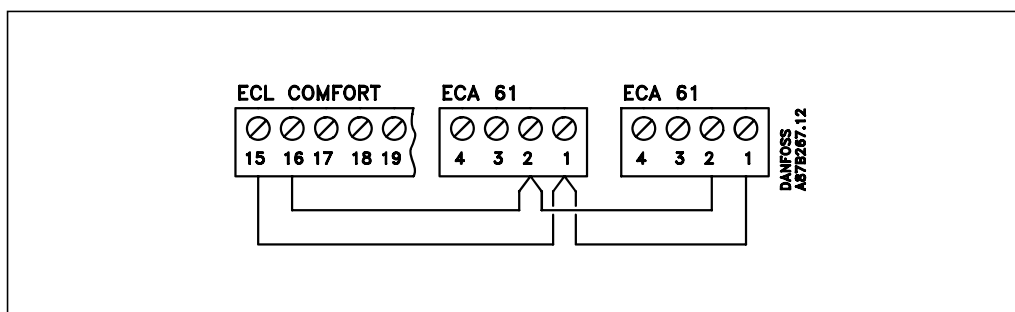 ECL COMFORT
ECA 61
ECA 61
15 16 17 18 19
4 3 2 1
4 3 2 1
DANFOSS
A87B267.12